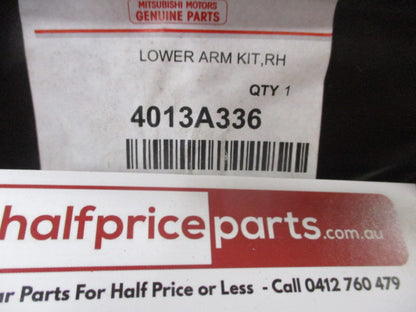 MITSUBISHI MOTORS
GENUINE PARTS
LOWER ARM KIT,RH
QTY 1
4013A336
halfpriceparts.com.au
Parts For Half Price or Less - Call 0412 760 479